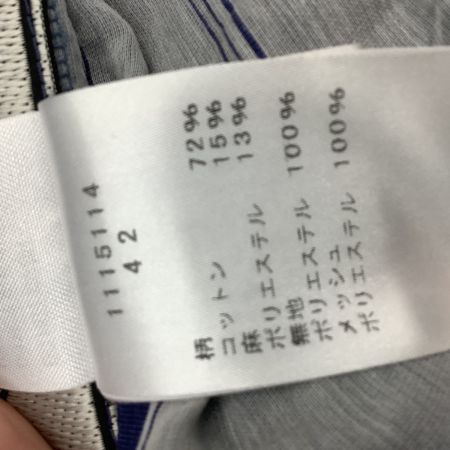 1115114
42
柄
コットン 72%
麻 15%
ポリエステル 13%
無地
ポリエステル 100%
メッシュ
ポリエステル 100%